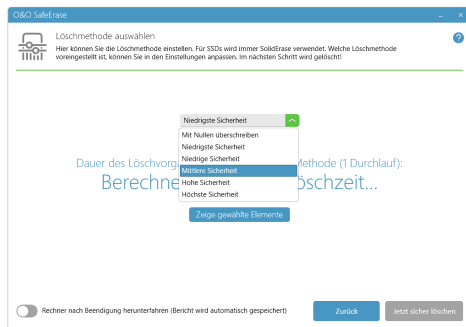 O&O SafeErase
Löschmethode auswählen
Hier können Sie die Löschmethode einstellen. Für SSDs wird immer SolidErase verwendet. Welche Löschmethode
voreingestellt ist, können Sie in den Einstellungen anpassen. Im nächsten Schritt wird gelöscht!
Niedrigste Sicherheit
Mit Nullen überschreiben
Niedrigste Sicherheit
Niedrige Sicherheit
Dauer des Löschvorg Methode (1 Durchlauf):
Mittlere Sicherheit
Berechne öschzeit...
Hohe Sicherheit
Höchste Sicherheit
Zeige gewählte Elemente
Rechner nach Beendigung herunterfahren (Bericht wird automatisch gespeichert)
Zurück
Jetzt sicher löschen